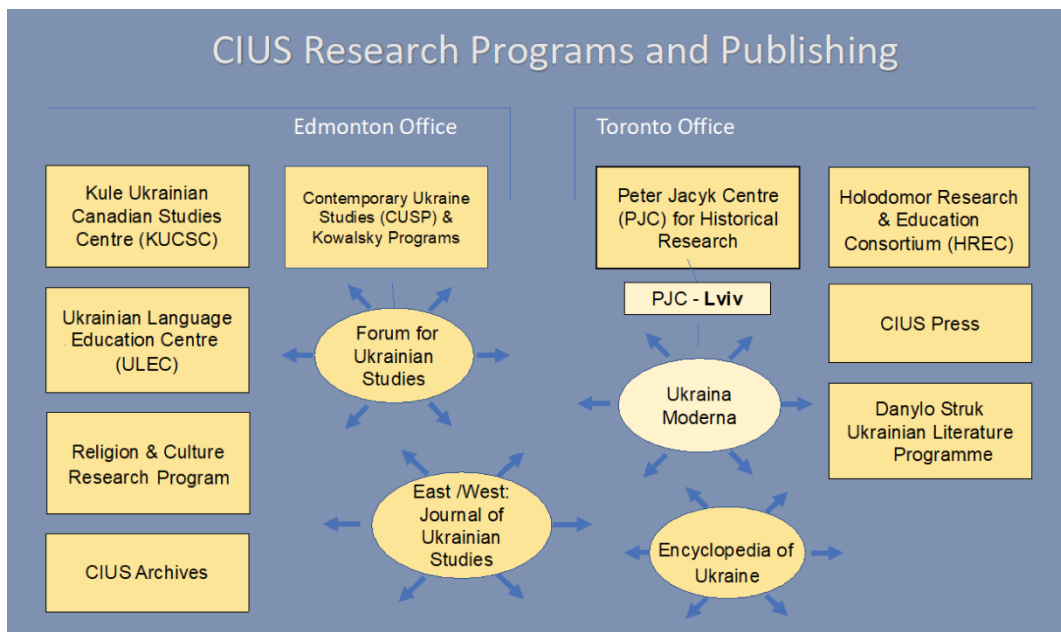 CIUS Research Programs and Publishing
Edmonton Office
Kule Ukrainian
Canadian Studies
Centre (KUCSC)
Contemporary Ukraine
Studies (CUSP) &
Kowalsky Programs
Ukrainian Language
Education Centre
(ULEC)
Forum for
Ukrainian
Studies
Religion & Culture
Research Program
East /West:
Journal of
Ukrainian
Studies
CIUS Archives
Toronto Office
Peter Jacyk Centre
(PJC) for Historical
Research
Holodomor Research
& Education
Consortium (HREC)
PJC - Lviv
CIUS Press
Ukraina
Moderna
Danylo Struk
Ukrainian Literature
Programme
Encyclopedia of
Ukraine